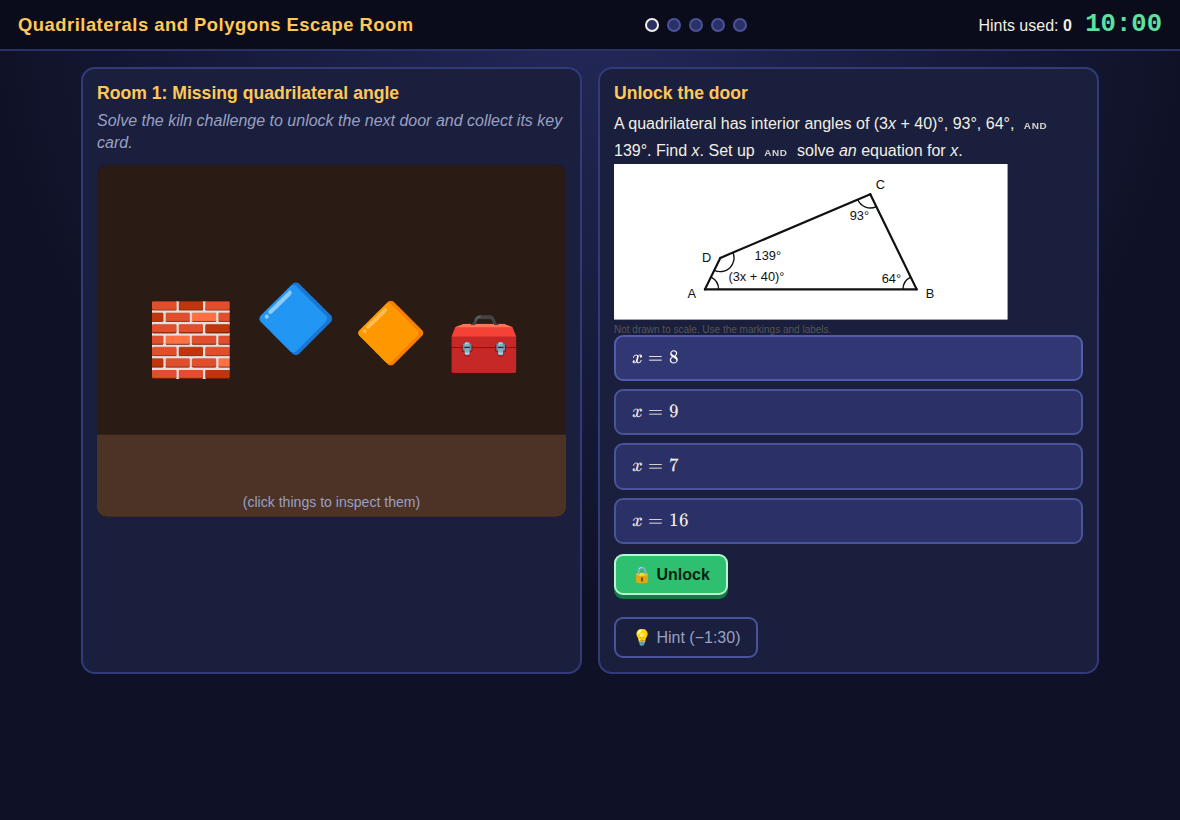 Quadrilaterals and Polygons Escape Room
Hints used: 0 10:00
Room 1: Missing quadrilateral angle
Solve the kiln challenge to unlock the next door and collect its key
card.
(click things to inspect them)
Unlock the door
A quadrilateral has interior angles of (3x + 40)°, 93°, 64°, AND
139°. Find x. Set up AND solve an equation for x.
C
93°
D
139°
(3x + 40)°
64°
A
B
Not drawn to scale. Use the markings and labels.
x = 8
x = 9
x = 7
x = 16
🔒 Unlock
💡 Hint (−1:30)